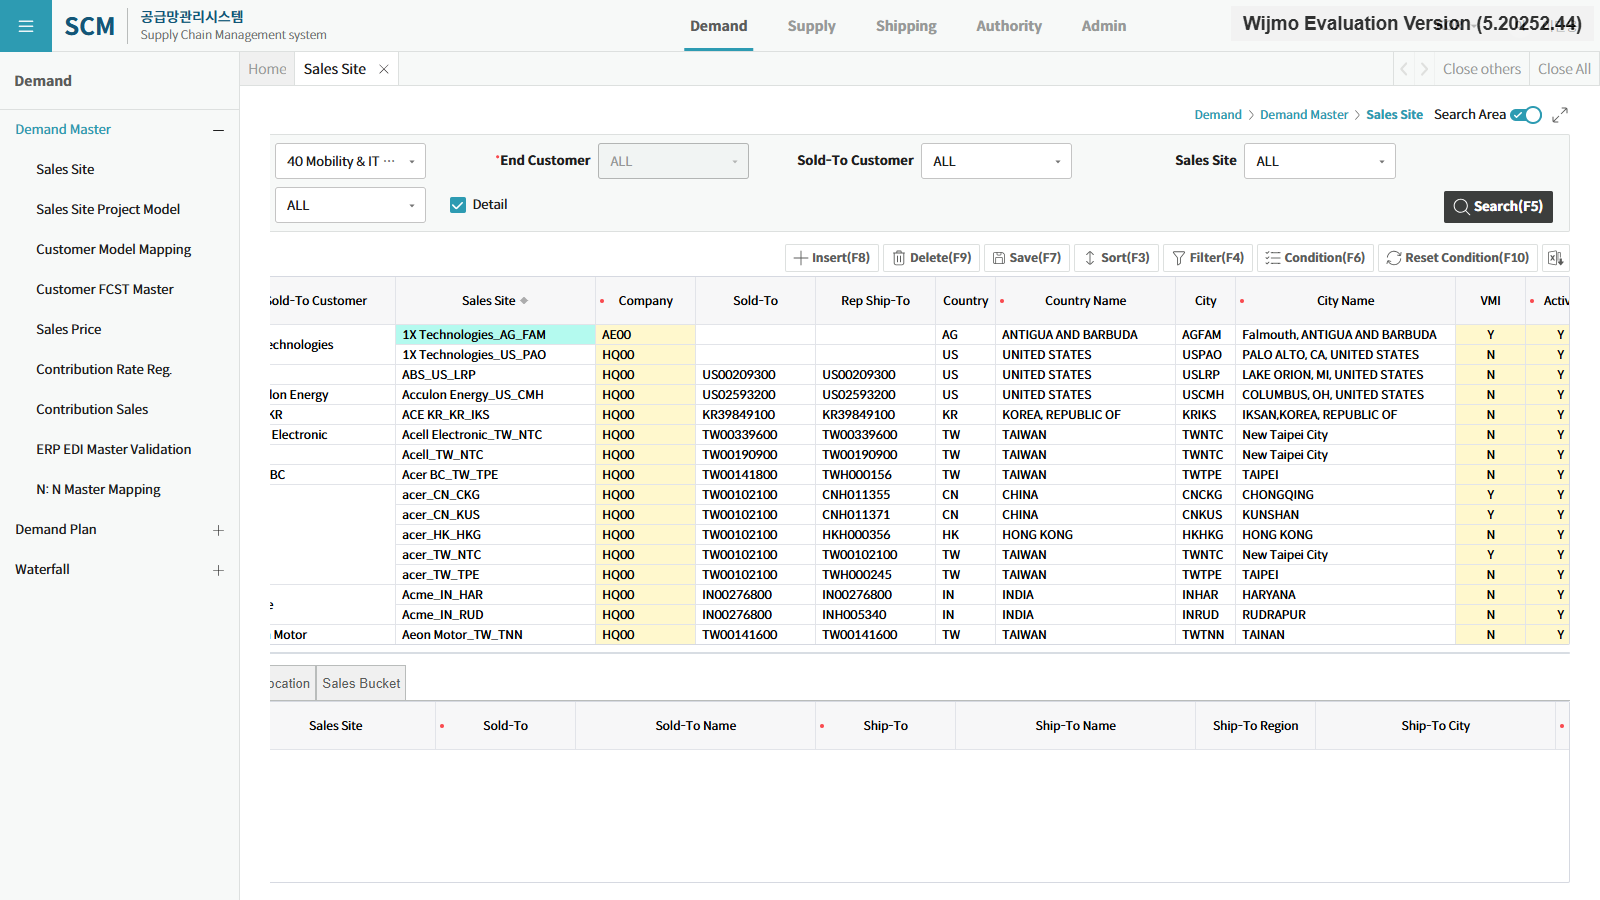 SCM
공급망관리시스템
Supply Chain Management system
Demand Supply Shipping Authority Admin
Wijmo Evaluation Version (5.20252.44)
Demand
Home Sales Site
Close others Close All
Demand Master
Sales Site
Sales Site Project Model
Customer Model Mapping
Customer FCST Master
Sales Price
Contribution Rate Reg.
Contribution Sales
ERP EDI Master Validation
N: N Master Mapping
Demand Plan
Waterfall
Demand > Demand Master > Sales Site Search Area
40 Mobility & IT ··· *End Customer ALL Sold-To Customer ALL Sales Site ALL
ALL Detail
Search(F5)
Insert(F8) Delete(F9) Save(F7) Sort(F3) Filter(F4) Condition(F6) Reset Condition(F10)
Sold-To Customer Sales Site Company Sold-To Rep Ship-To Country Country Name City City Name VMI Activ
echnologies
1X Technologies_AG_FAM AE00 AG ANTIGUA AND BARBUDA AGFAM Falmouth, ANTIGUA AND BARBUDA Y Y
1X Technologies_US_PAO HQ00 US UNITED STATES USPAO PALO ALTO, CA, UNITED STATES N Y
ABS_US_LRP HQ00 US00209300 US00209300 US UNITED STATES USLRP LAKE ORION, MI, UNITED STATES N Y
lon Energy Acculon Energy_US_CMH HQ00 US02593200 US02593200 US UNITED STATES USCMH COLUMBUS, OH, UNITED STATES N Y
KR ACE KR_KR_IKS HQ00 KR39849100 KR39849100 KR KOREA, REPUBLIC OF KRIKS IKSAN,KOREA, REPUBLIC OF N Y
Electronic Acell Electronic_TW_NTC HQ00 TW00339600 TW00339600 TW TAIWAN TWNTC New Taipei City N Y
Acell_TW_NTC HQ00 TW00190900 TW00190900 TW TAIWAN TWNTC New Taipei City N Y
BC Acer BC_TW_TPE HQ00 TW00141800 TWH000156 TW TAIWAN TWTPE TAIPEI N Y
acer_CN_CKG HQ00 TW00102100 CNH011355 CN CHINA CNCKG CHONGQING Y Y
acer_CN_KUS HQ00 TW00102100 CNH011371 CN CHINA CNKUS KUNSHAN Y Y
acer_HK_HKG HQ00 TW00102100 HKH000356 HK HONG KONG HKHKG HONG KONG N Y
acer_TW_NTC HQ00 TW00102100 TW00102100 TW TAIWAN TWNTC New Taipei City Y Y
acer_TW_TPE HQ00 TW00102100 TWH000245 TW TAIWAN TWTPE TAIPEI N Y
e
Acme_IN_HAR HQ00 IN00276800 IN00276800 IN INDIA INHAR HARYANA N Y
Acme_IN_RUD HQ00 IN00276800 INH005340 IN INDIA INRUD RUDRAPUR N Y
Motor Aeon Motor_TW_TNN HQ00 TW00141600 TW00141600 TW TAIWAN TWTNN TAINAN N Y
ocation Sales Bucket
Sales Site Sold-To Sold-To Name Ship-To Ship-To Name Ship-To Region Ship-To City